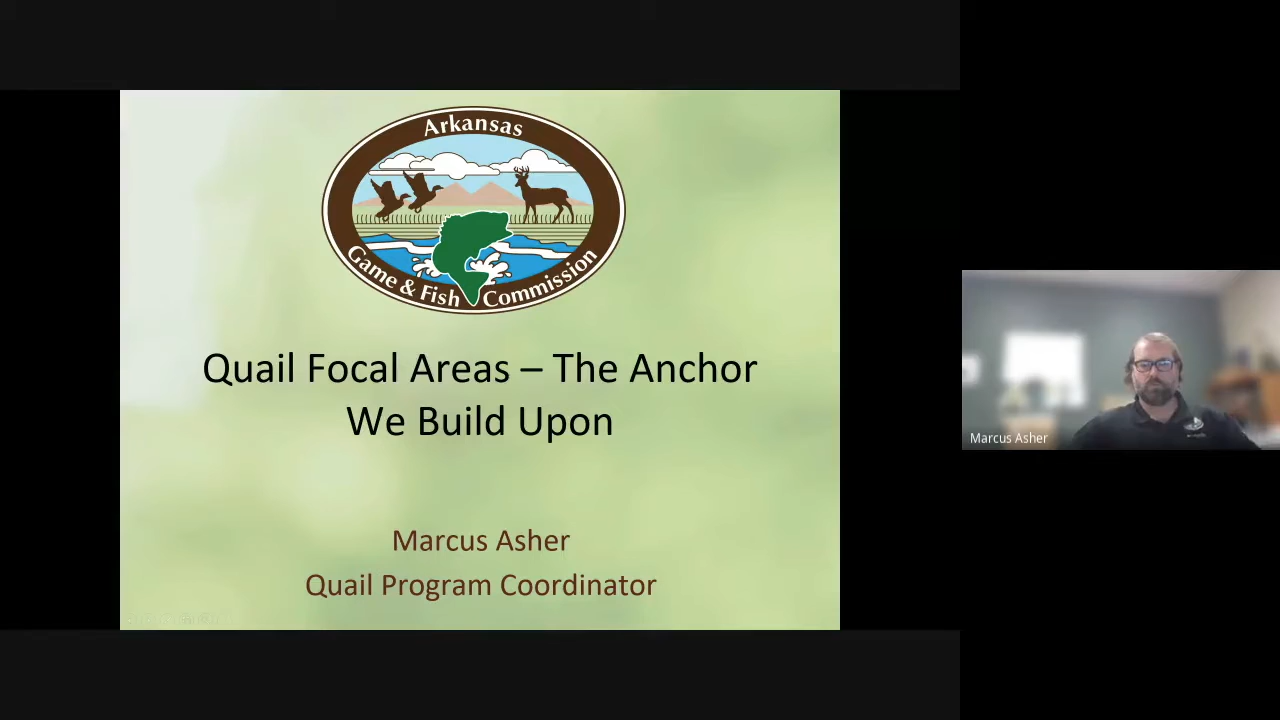 Arkansas
Game & Fish Commission
Quail Focal Areas – The Anchor
We Build Upon
Marcus Asher
Quail Program Coordinator
Marcus Asher